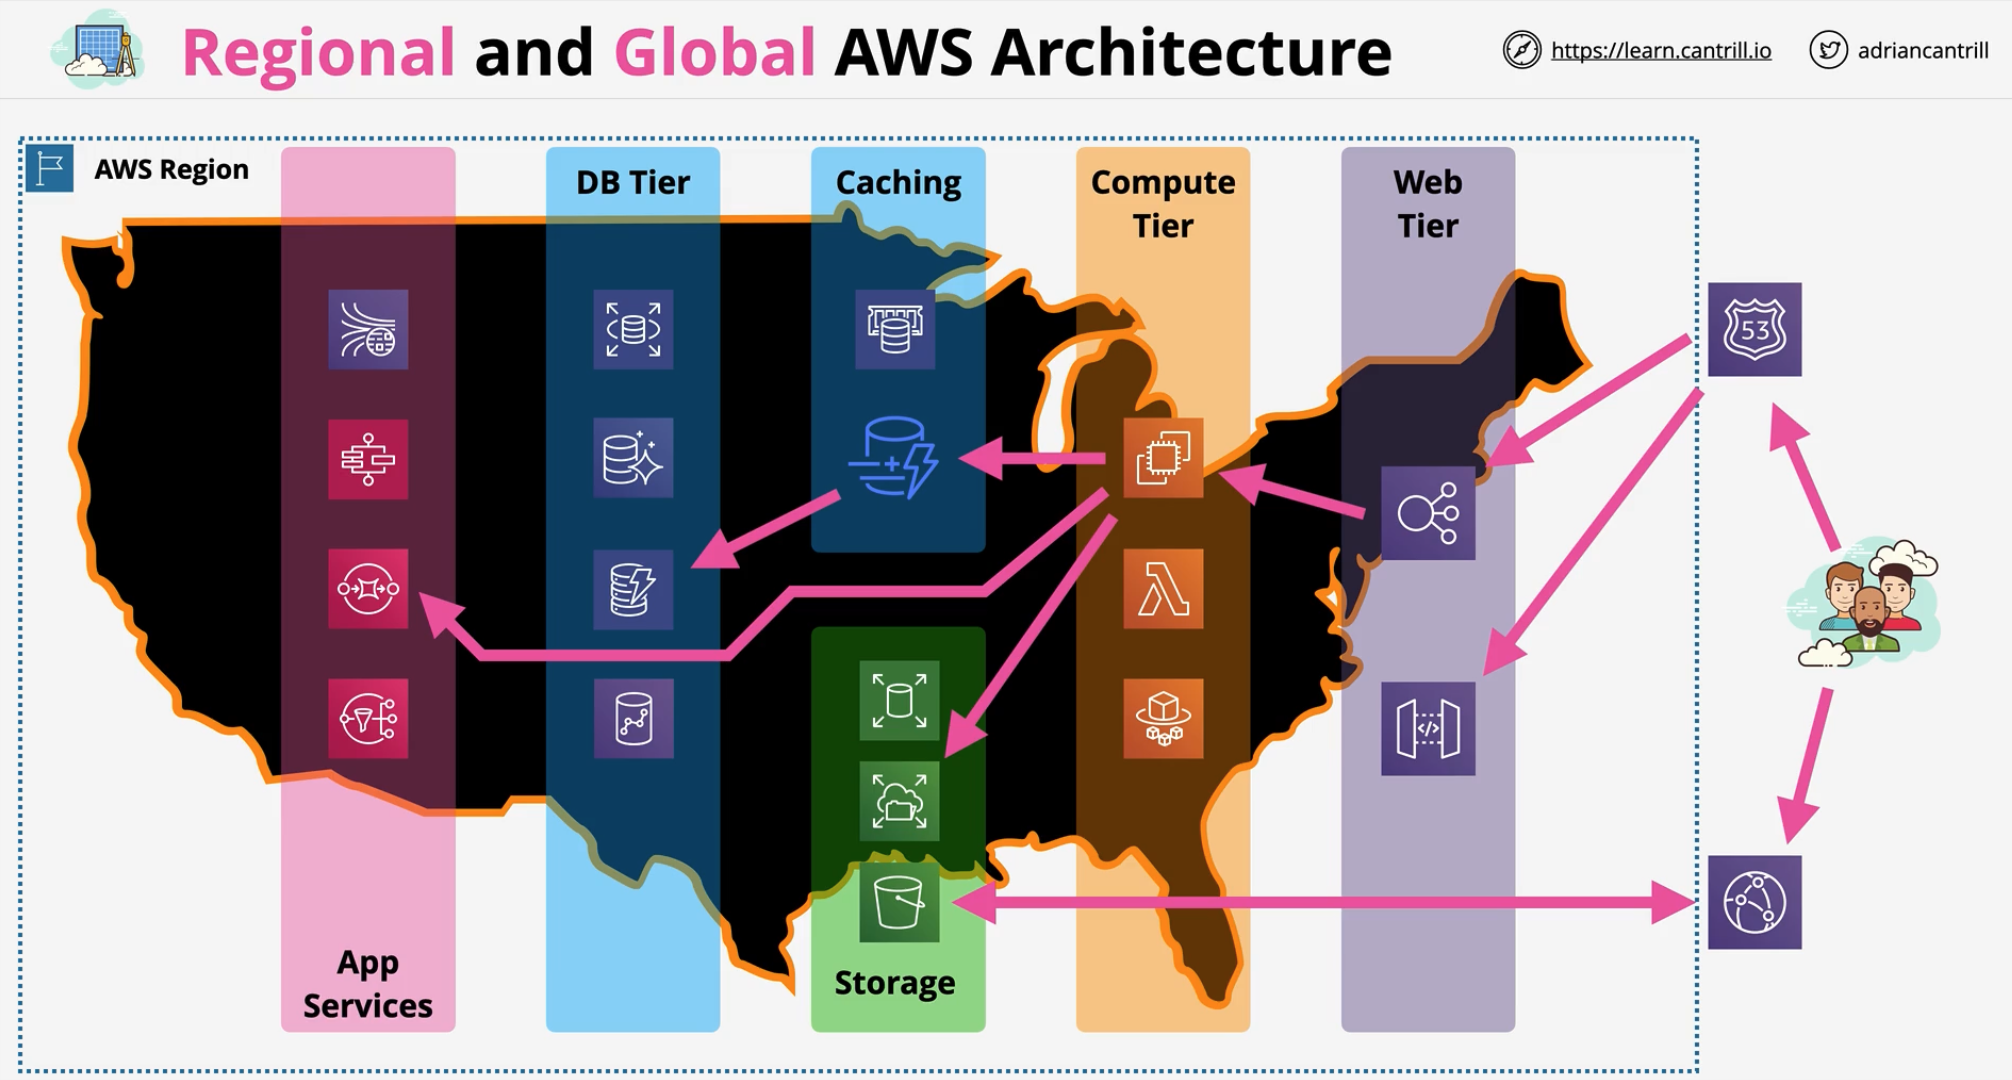 Regional and Global AWS Architecture
https://learn.cantrill.io
adriancantrill
AWS Region
DB Tier
Caching
Compute
Tier
Web
Tier
53
App
Services
Storage